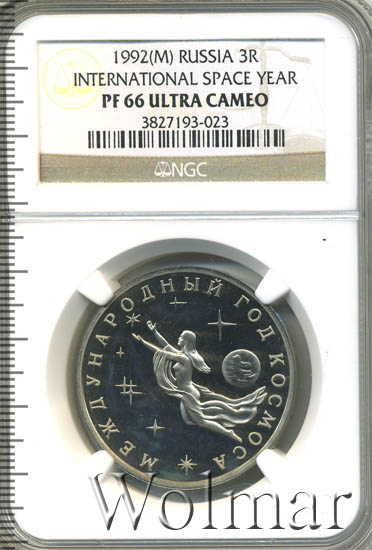 1992(M) RUSSIA 3R
INTERNATIONAL SPACE YEAR
PF 66 ULTRA CAMEO
3827193-023
NGC
МЕЖДУНАРОДНЫЙ ГОД КОСМОСА
Wolmar